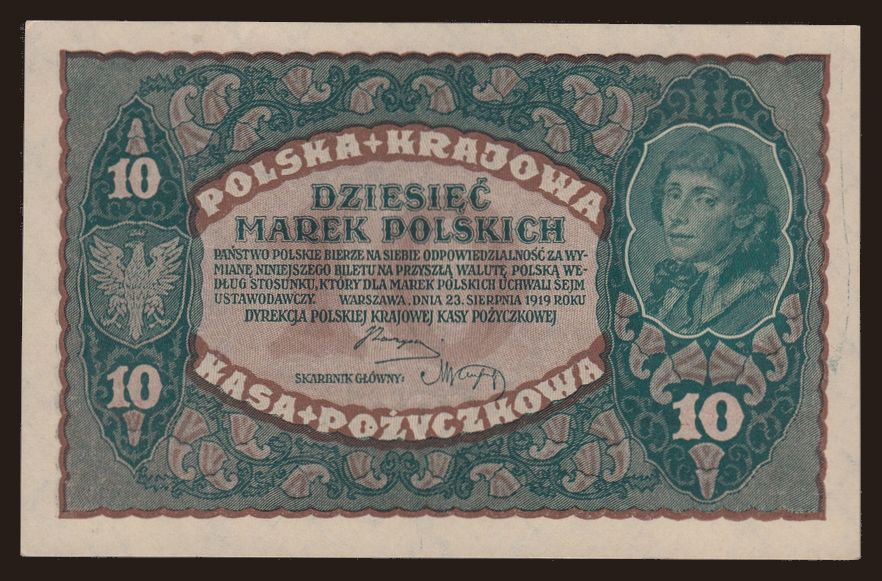 POLSKA+KRAJOWA
10
DZIESIĘĆ
MAREK POLSKICH
PAŃSTWO POLSKIE BIERZE NA SIEBIE ODPOWIEDZIALNOŚĆ ZA WY-
MIANĘ NINIEJSZEGO BILETU NA PRZYSZŁĄ WALUTĘ POLSKĄ WE-
DŁUG STOSUNKU, KTÓRY DLA MAREK POLSKICH UCHWALI SEJM
USTAWODAWCZY. WARSZAWA, DNIA 23. SIERPNIA 1919 ROKU
DYREKCJA POLSKIEJ KRAJOWEJ KASY POŻYCZKOWEJ
SKARBNIK GŁÓWNY:
10
10
KASA+POŻYCZKOWA